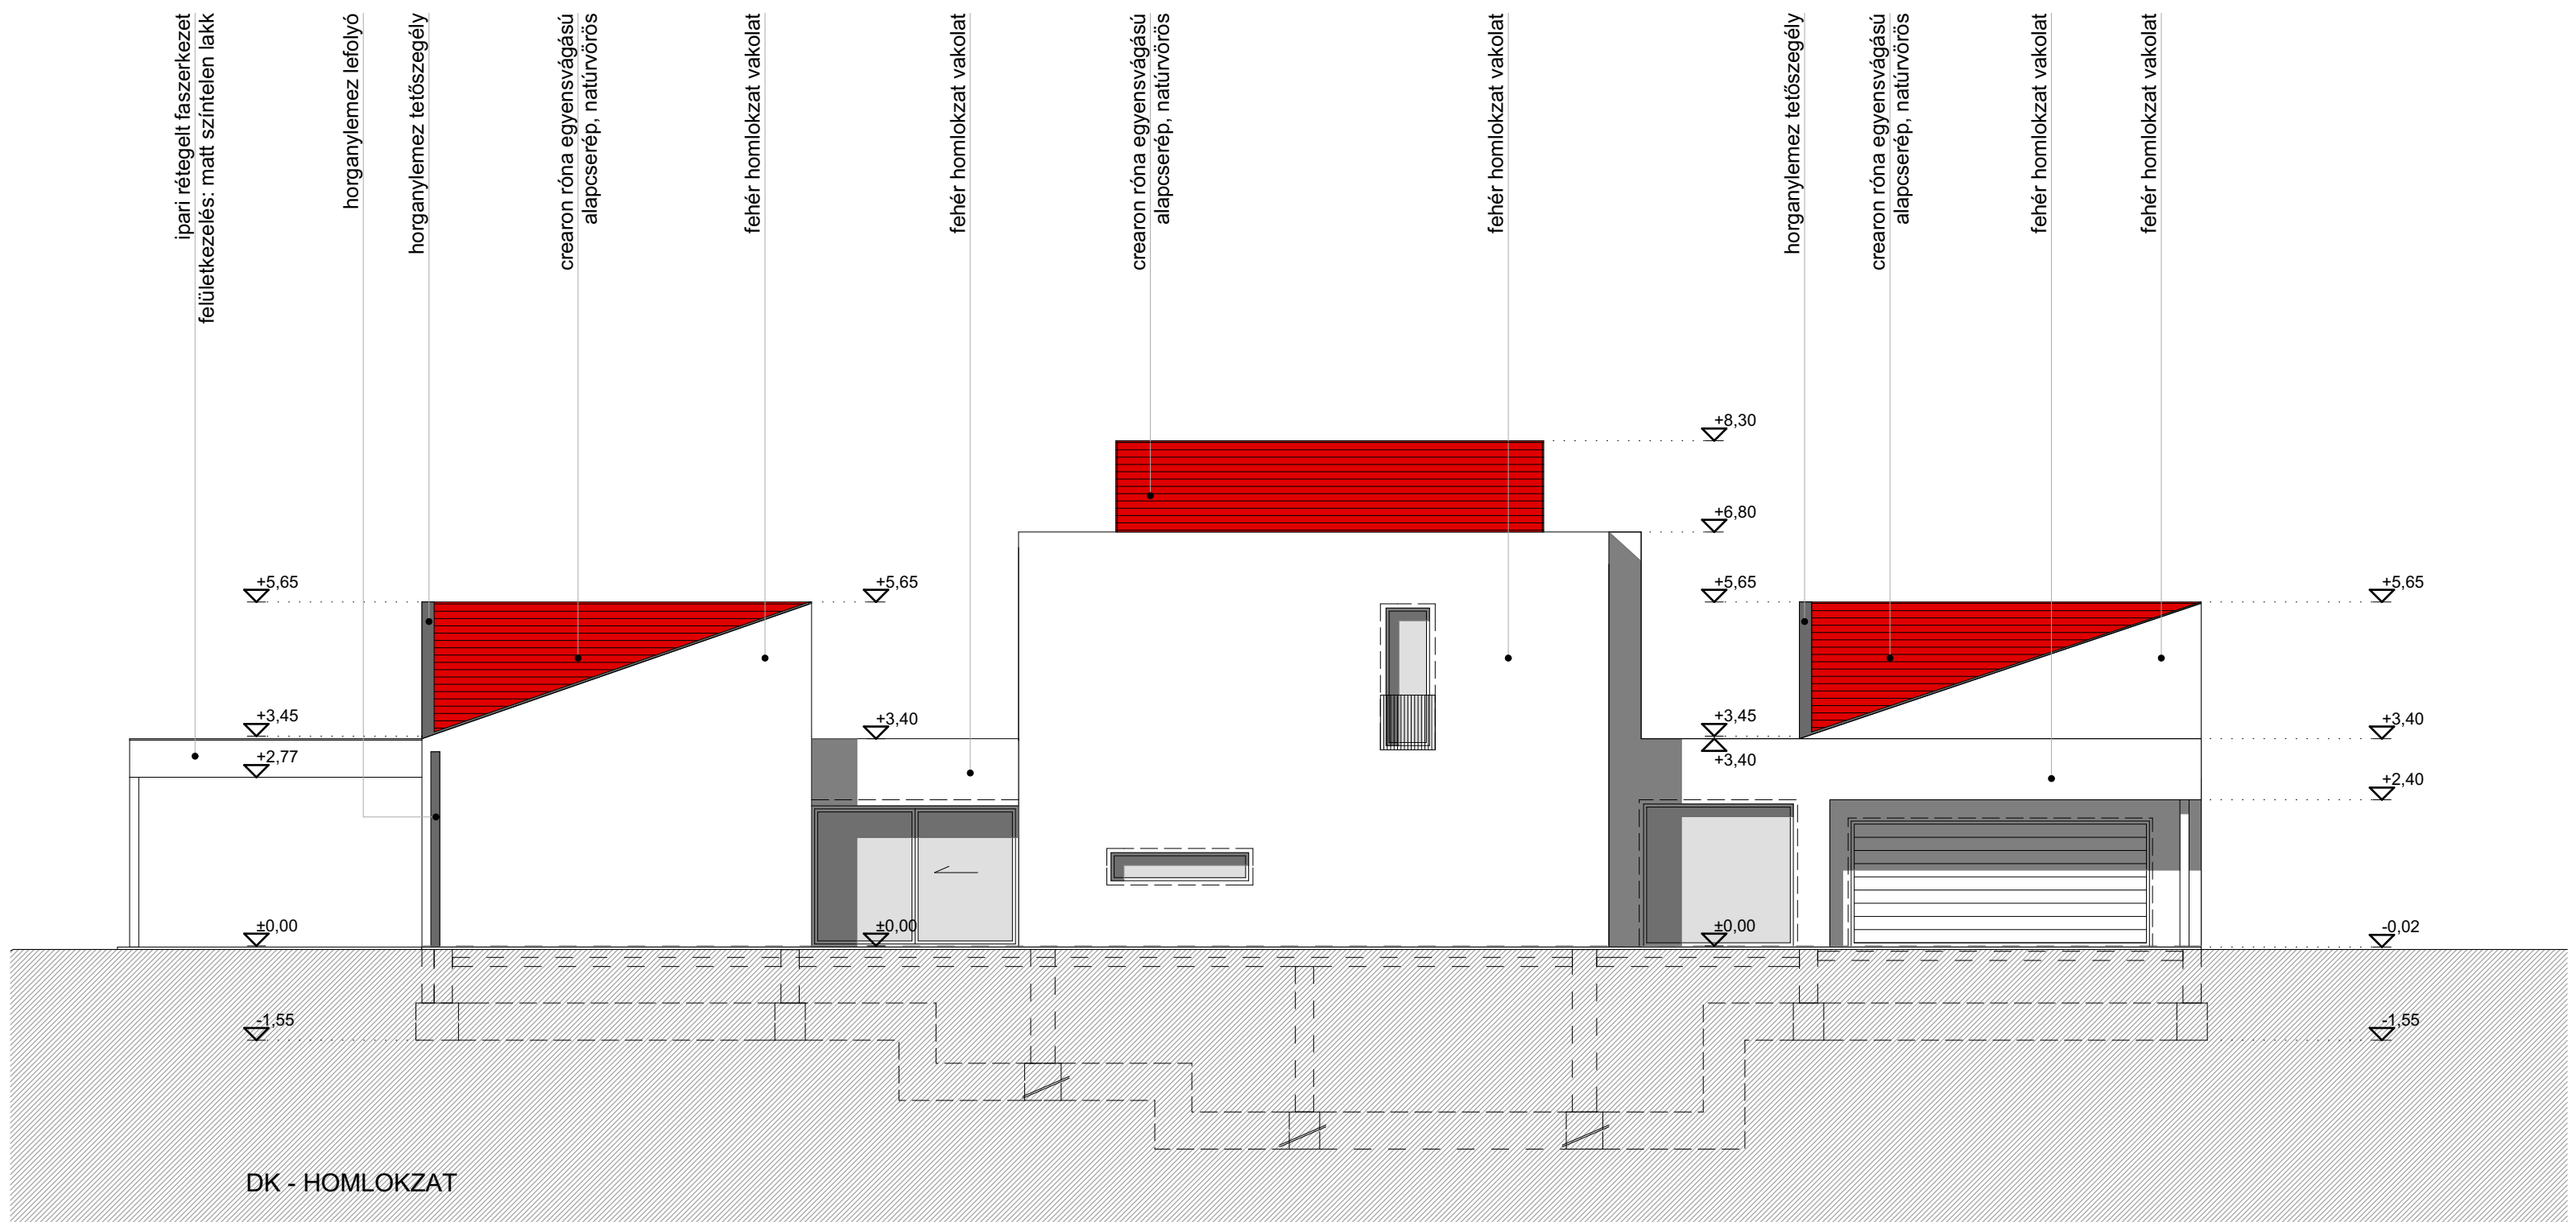 ipari rétegelt faszerkezet
felületkezelés: matt színtelen lakk
horganylemez lefolyó
horganylemez tetőszegély
crearon róna egyensvágású
alapcserép, natúrvörös
fehér homlokzat vakolat
fehér homlokzat vakolat
crearon róna egyensvágású
alapcserép, natúrvörös
fehér homlokzat vakolat
horganylemez tetőszegély
crearon róna egyensvágású
alapcserép, natúrvörös
fehér homlokzat vakolat
fehér homlokzat vakolat
+8,30
+6,80
+5,65
+5,65
+5,65
+5,65
+3,45
+3,40
+3,45
+3,40
+2,77
+3,40
+2,40
±0,00
±0,00
±0,00
-0,02
-1,55
-1,55
DK - HOMLOKZAT